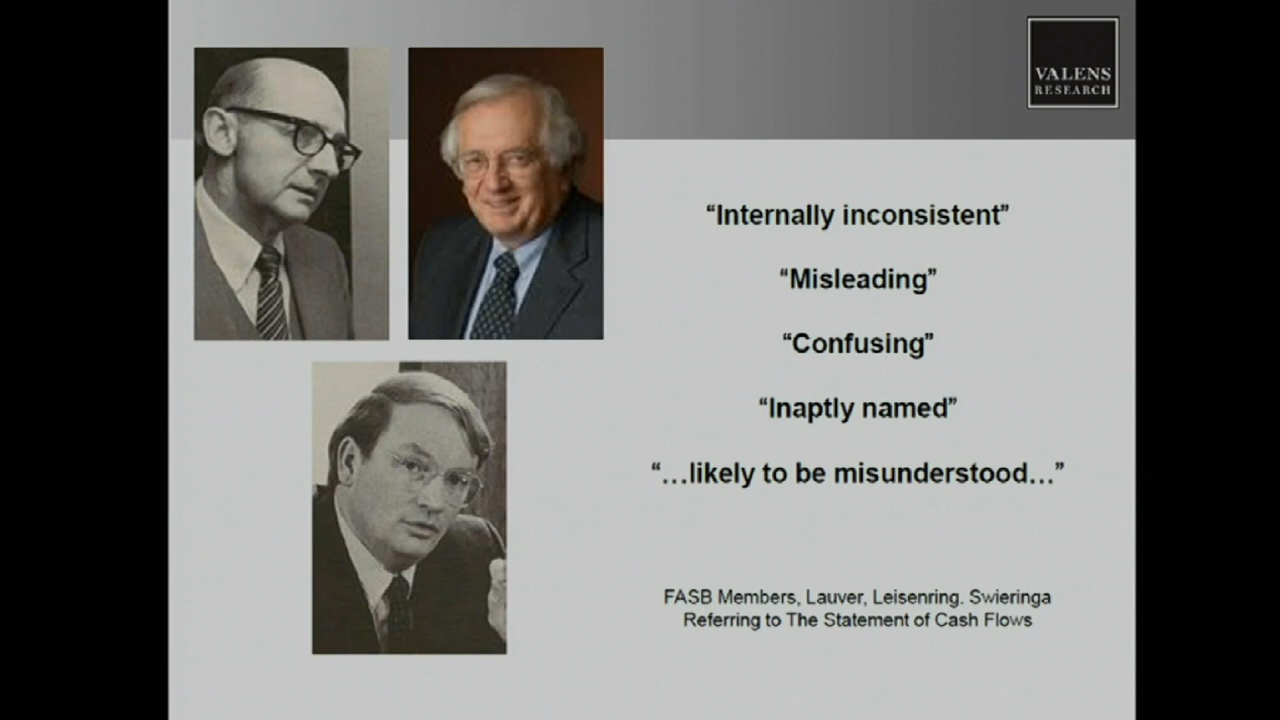 VALENS
RESEARCH
“Internally inconsistent”
“Misleading”
“Confusing”
“Inaptly named”
“…likely to be misunderstood…”
FASB Members, Lauver, Leisenring. Swieringa
Referring to The Statement of Cash Flows